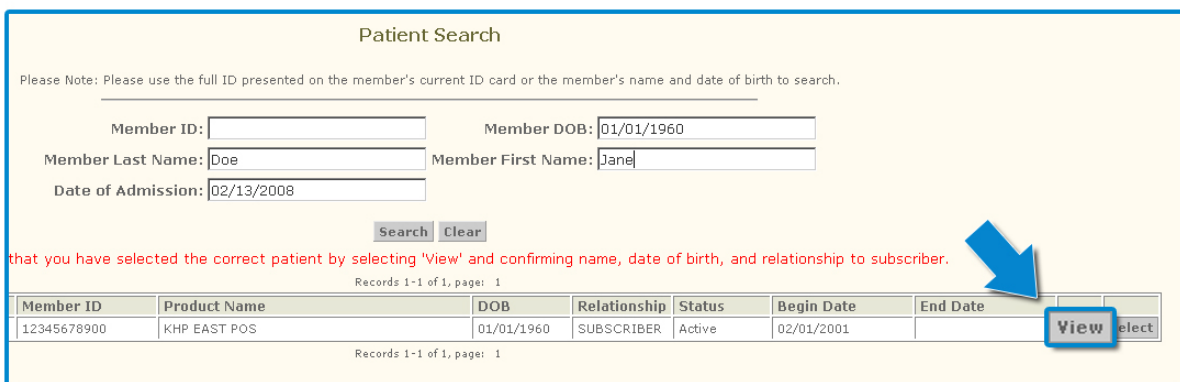 Patient Search
Please Note: Please use the full ID presented on the member's current ID card or the member's name and date of birth to search.
Member ID: Member DOB: 01/01/1960
Member Last Name: Doe Member First Name: Jane
Date of Admission: 02/13/2008
Search Clear
that you have selected the correct patient by selecting 'View' and confirming name, date of birth, and relationship to subscriber.
Records 1-1 of 1, page: 1
Member ID Product Name DOB Relationship Status Begin Date End Date
12345678900 KHP EAST POS 01/01/1960 SUBSCRIBER Active 02/01/2001 View elect
Records 1-1 of 1, page: 1